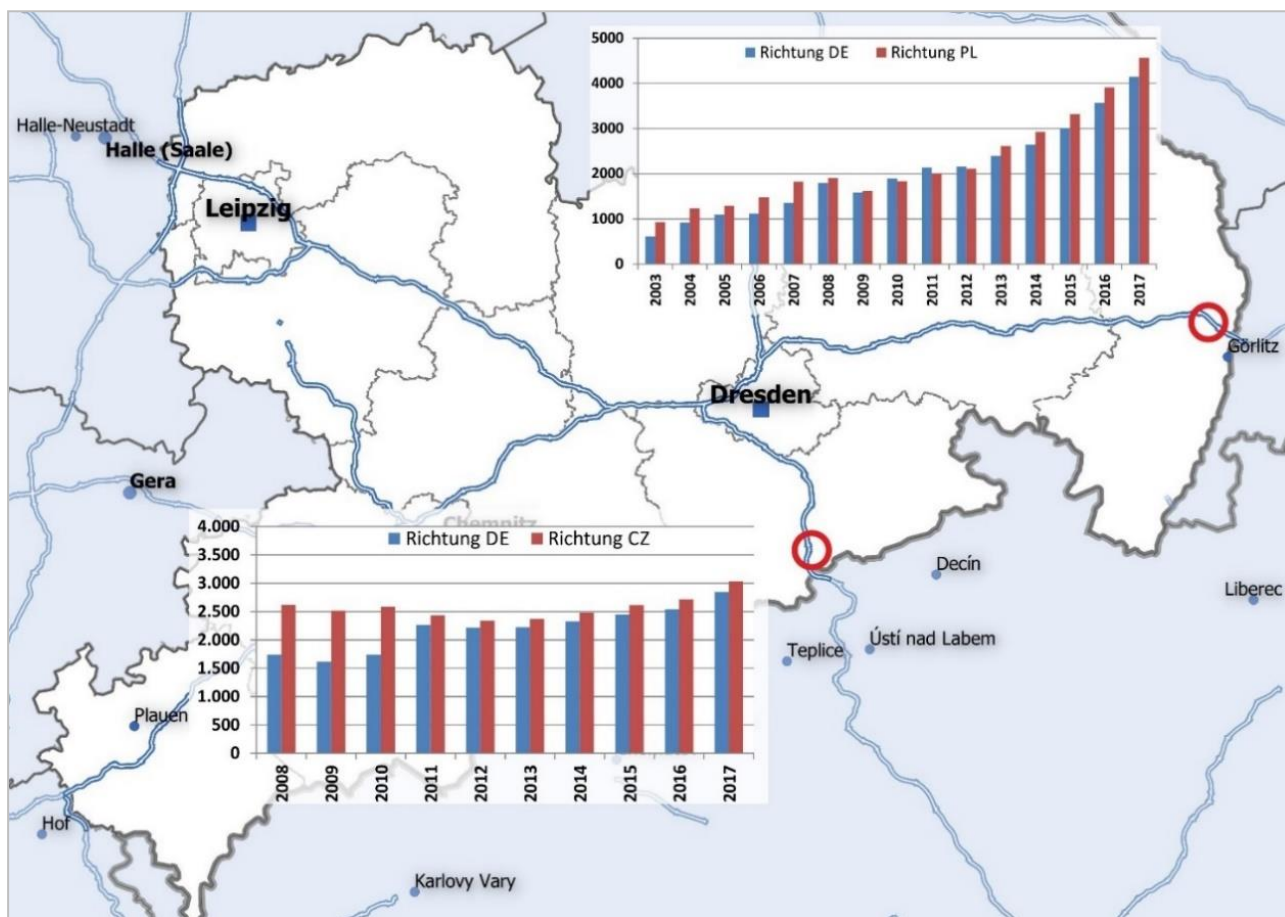 Halle-Neustadt
Halle (Saale)
Leipzig
Richtung DE Richtung PL
5000
4000
3000
2000
1000
0
2003 2004 2005 2006 2007 2008 2009 2010 2011 2012 2013 2014 2015 2016 2017
Görlitz
Dresden
Gera
Chemnitz
Richtung DE Richtung CZ
4.000
3.500
3.000
2.500
2.000
1.500
1.000
500
0
2008 2009 2010 2011 2012 2013 2014 2015 2016 2017
Decín
Liberec
Teplice
Ústí nad Labem
Plauen
Hof
Karlovy Vary